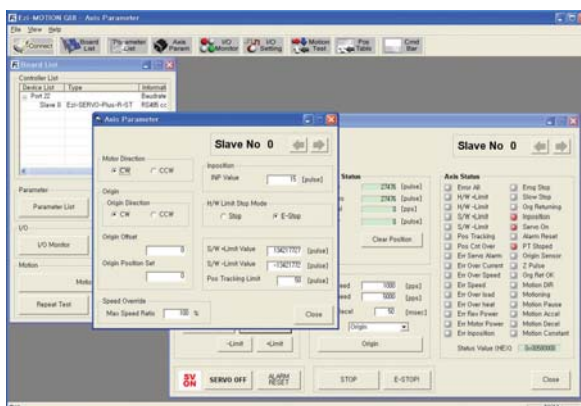 Ezi-MOTION GUI - Axis Parameter
File View Help
Connect Board List Parameter List Axis Param I/O Monitor I/O Setting Motion Test Pos Table Cmd Bar
Board List
Controller List
Device List Type Informati
Port 22 Baudrate
Slave 0 Ezi-SERVO-Plus-R-ST RS485 cc
Parameter
Parameter List
I/O
I/O Monitor
Motion
Repeat Test
Axis Parameter
Slave No 0
Motor Direction
CW CCW
Origin
Origin Direction
CW CCW
Origin Offset
0
Origin Position Set
0
Speed Override
Max Speed Ratio 100 %
Inposition
INP Value 15 [pulse]
H/W Limit Stop Mode
Stop E-Stop
S/W +Limit Value [pulse]
S/W -Limit Value [pulse]
Pos Tracking Limit [pulse]
Close
Slave No 0
Status
27476 [pulse]
27476 [pulse]
0 [pps]
0 [pulse]
Clear Position
1000 [pps]
5000 [pps]
50 [msec]
Origin
-Limit +Limit Origin
SV ON SERVO OFF ALARM RESET STOP E-STOP! Close
Axis Status
Error All Emg Stop
H/W +Limit Slow Stop
H/W -Limit Org Returning
S/W +Limit Inposition
S/W -Limit Servo On
Pos Tracking Alarm Reset
Pos Cnt Over PT Stoped
Err Servo Alarm Origin Sensor
Err Over Current Z Pulse
Err Over Speed Org Ret OK
Err Speed Motion DIR
Err Over load Motioning
Err Over heat Motion Pause
Err Rev Power Motion Accel
Err Motor Power Motion Decel
Err Inposition Motion Constant
Status Value (HEX)